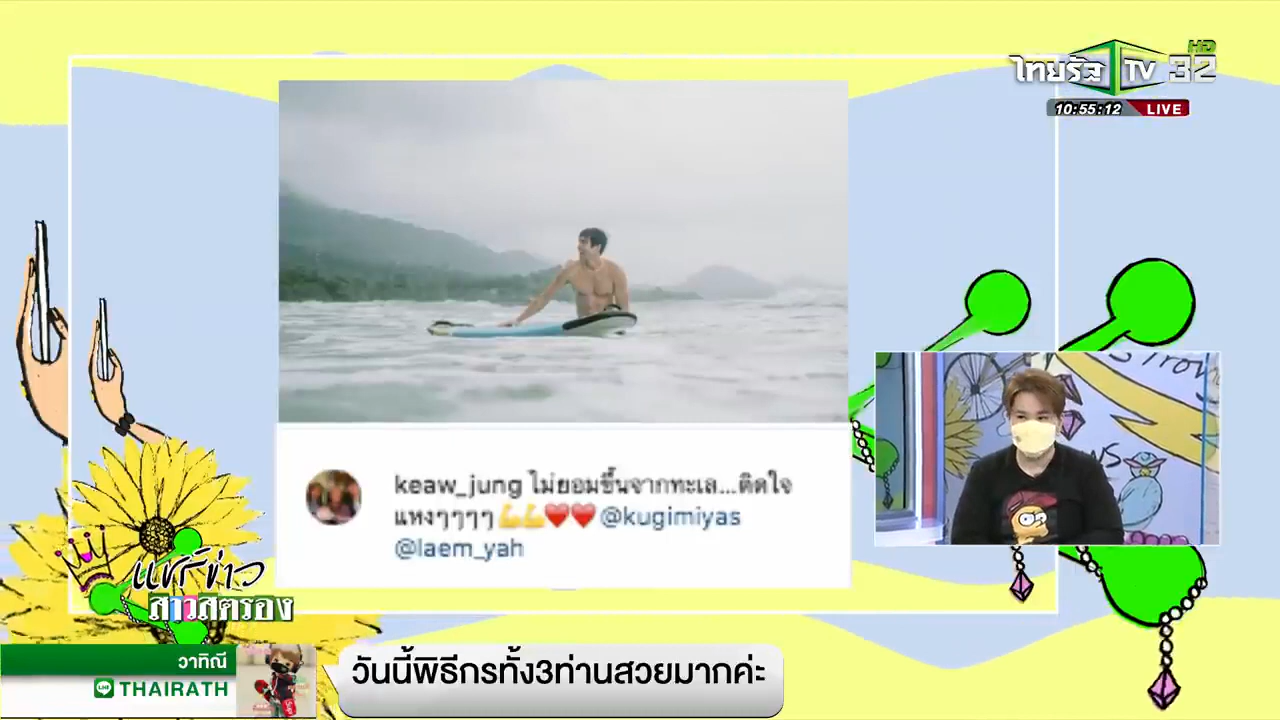 HD
ไทยรัฐ TV 32
10:55:12 LIVE
Strong
keaw_jung ไม่ยอมขึ้นจากทะเล...ติดใจ
แหงๆๆๆๆ💪💪❤️❤️ @kugimiyas
@laem_yah
แชร์ข่าว
สาวสตรอง
วาทิณี
LINE THAIRATH
วันนี้พิธีกรทั้ง3ท่านสวยมากค่ะ